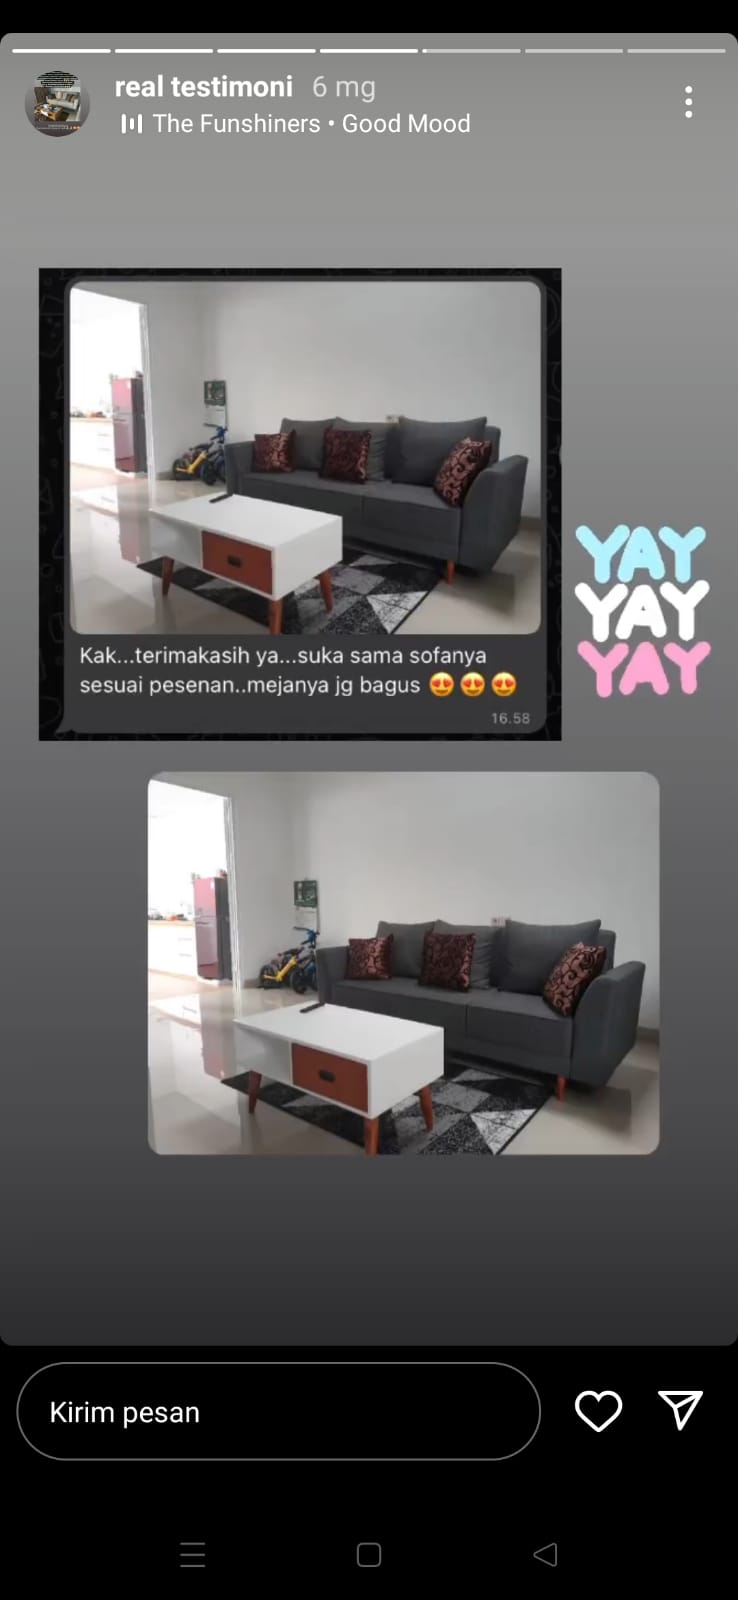 real testimoni 6 mg
The Funshiners • Good Mood
Kak...terimakasih ya...suka sama sofanya
sesuai pesenan..mejanya jg bagus 😍😍😍
16.58
YAY
YAY
YAY
Kirim pesan